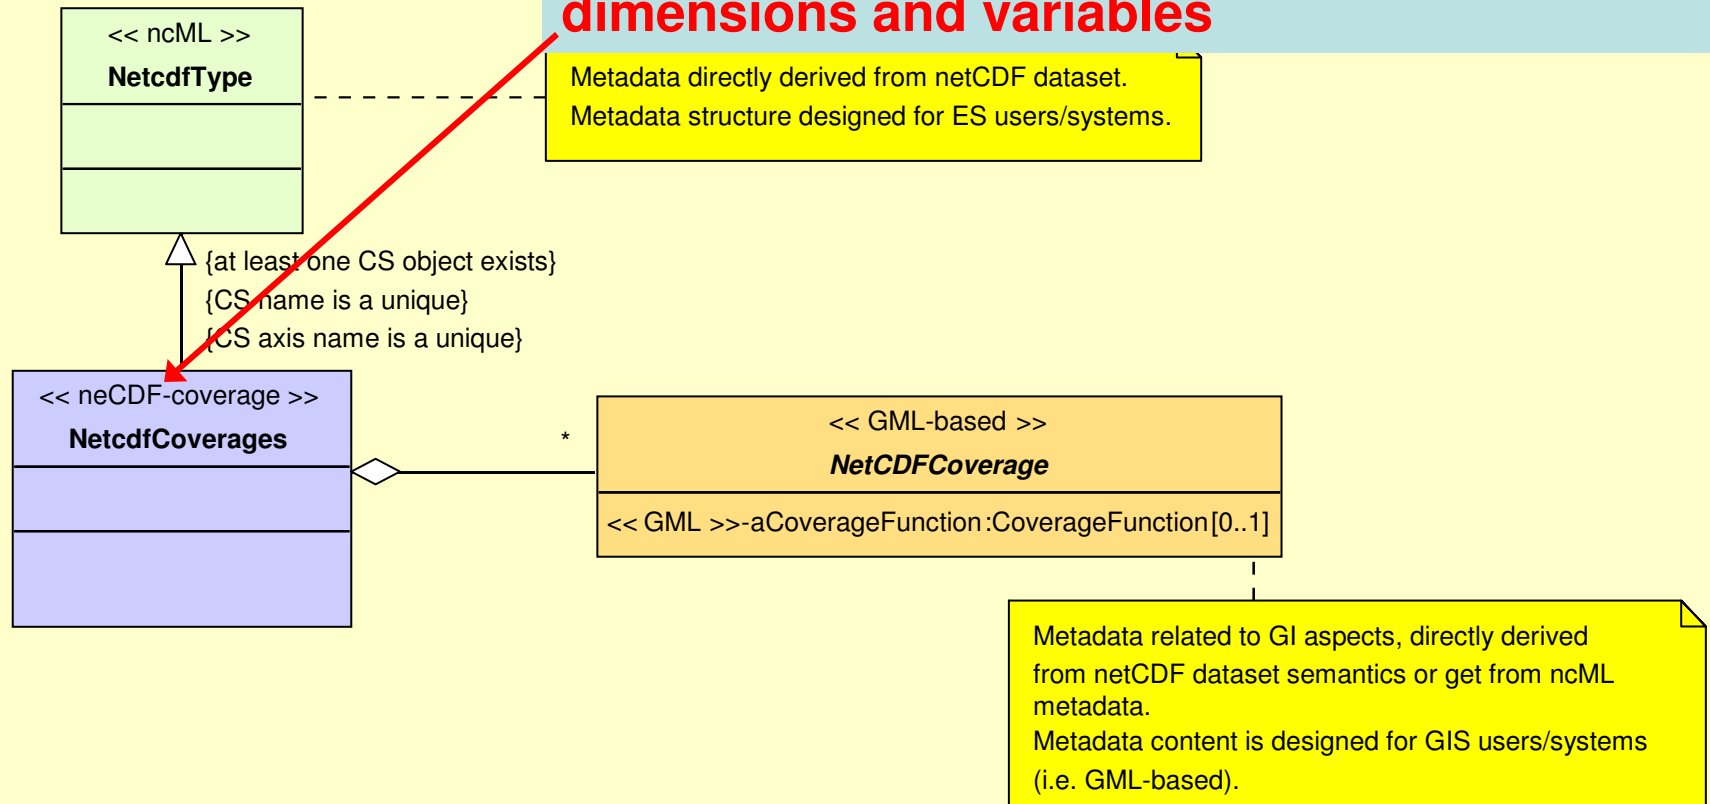 dimensions and variables
<< ncML >>
NetcdfType
Metadata directly derived from netCDF dataset.
Metadata structure designed for ES users/systems.
{at least one CS object exists}
{CS name is a unique}
{CS axis name is a unique}
<< neCDF-coverage >>
NetcdfCoverages
*
<< GML-based >>
NetCDFCoverage
<< GML >>-aCoverageFunction:CoverageFunction[0..1]
Metadata related to GI aspects, directly derived
from netCDF dataset semantics or get from ncML
metadata.
Metadata content is designed for GIS users/systems
(i.e. GML-based).